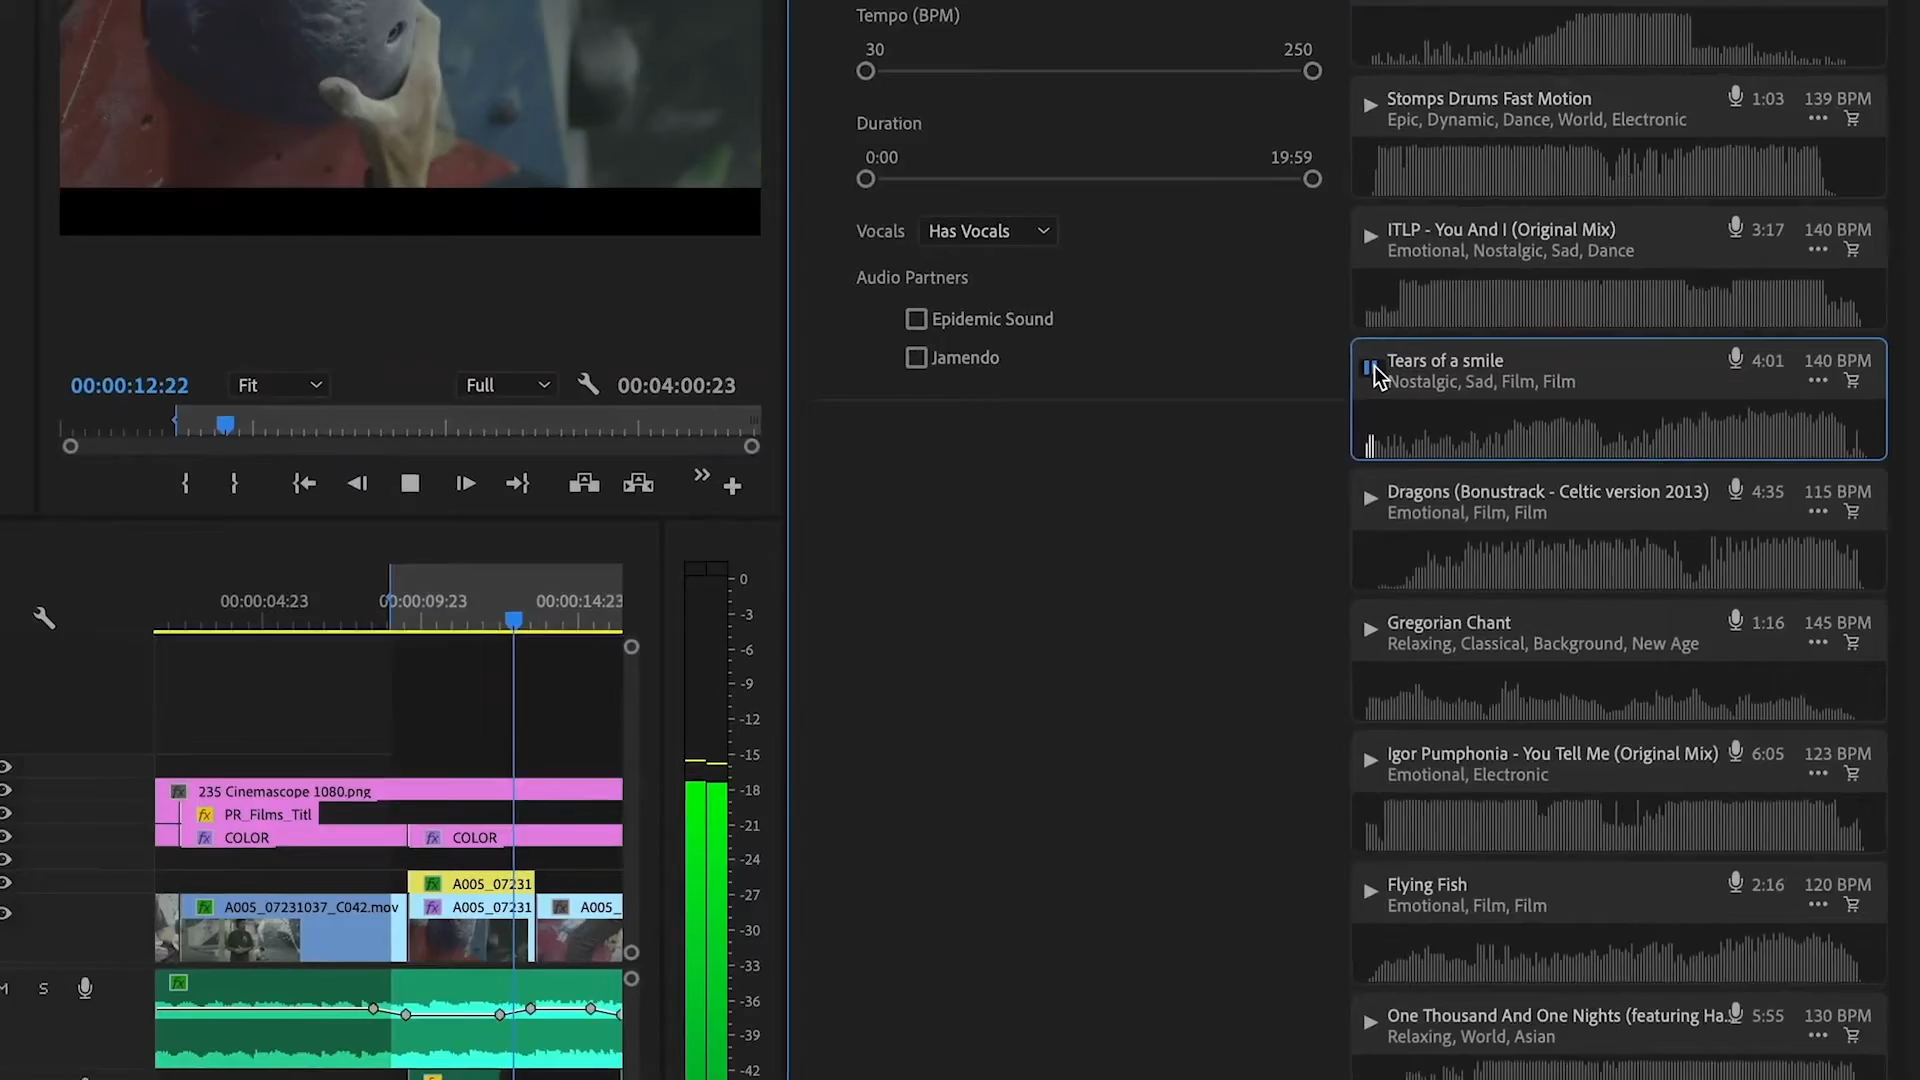 Tempo (BPM)
30 250
Duration
0:00 19:59
Vocals Has Vocals
Audio Partners
Epidemic Sound
Jamendo
00:00:12:22 Fit Full 00:04:00:23
00:00:04:23 00:00:09:23 00:00:14:23
235 Cinemascope 1080.png
fx PR_Films_Titl
fx COLOR fx COLOR
fx A005_07231
fx A005_07231037_C042.mov fx A005_07231 fx A005_
M S
0
-3
-6
-9
-12
-15
-18
-21
-24
-27
-30
-33
-36
-39
-42
Stomps Drums Fast Motion 1:03 139 BPM
Epic, Dynamic, Dance, World, Electronic
ITLP - You And I (Original Mix) 3:17 140 BPM
Emotional, Nostalgic, Sad, Dance
Tears of a smile 4:01 140 BPM
Nostalgic, Sad, Film, Film
Dragons (Bonustrack - Celtic version 2013) 4:35 115 BPM
Emotional, Film, Film
Gregorian Chant 1:16 145 BPM
Relaxing, Classical, Background, New Age
Igor Pumphonia - You Tell Me (Original Mix) 6:05 123 BPM
Emotional, Electronic
Flying Fish 2:16 120 BPM
Emotional, Film, Film
One Thousand And One Nights (featuring Ha... 5:55 130 BPM
Relaxing, World, Asian